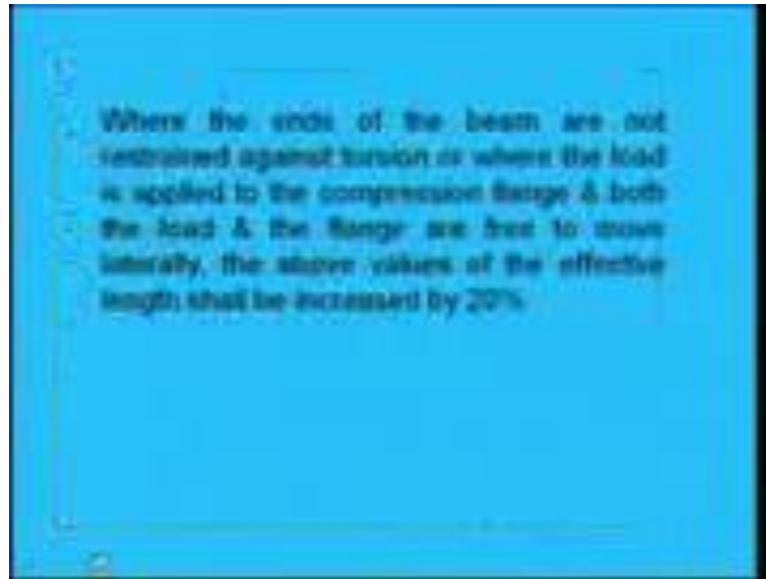 Where the ends of the beam are not
restrained against torsion or where the load
is applied to the compression flange & both
the load & the flange are free to move
laterally, the above values of the effective
length shall be increased by 20%